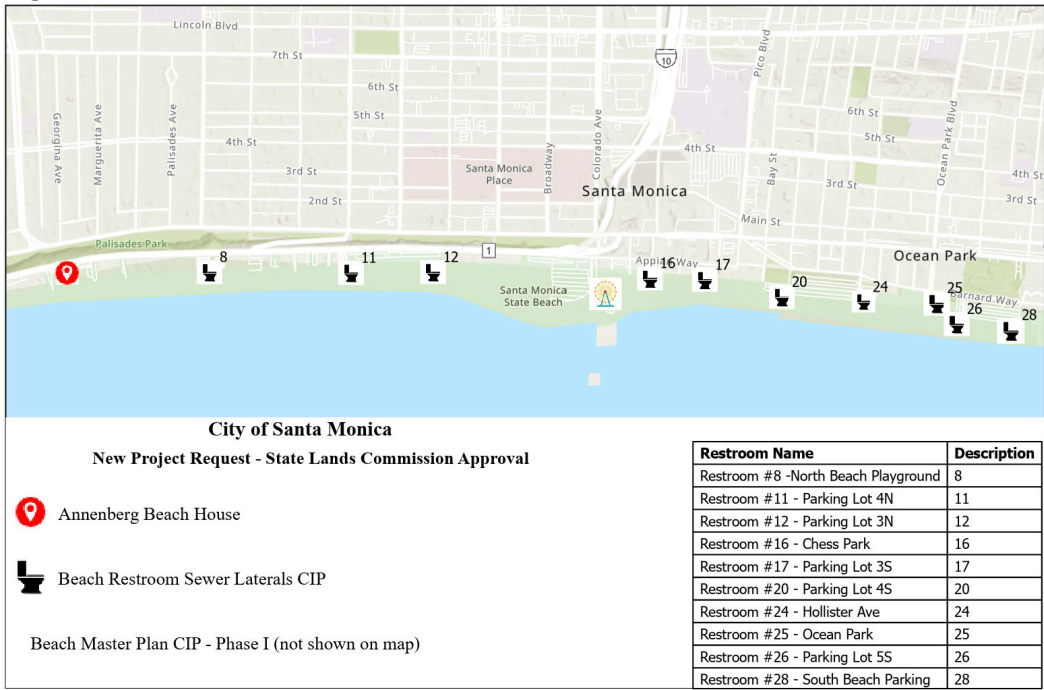 Lincoln Blvd
7th St
10
Pico Blvd
6th St
5th St
Georgina Ave
Marguerita Ave
Palisades Ave
4th St
3rd St
2nd St
Santa Monica
Place
Broadway
Colorado Ave
Santa Monica
4th St
Bay St
6th St
5th St
Ocean Park Blvd
3rd St
4th St
3rd St
Main St
Palisades Park
1
Ocean Park
Appian Way
Barnard Way
Santa Monica
State Beach
8
11
12
16
17
20
24
25
26
28
City of Santa Monica
New Project Request - State Lands Commission Approval
Annenberg Beach House
Beach Restroom Sewer Laterals CIP
Beach Master Plan CIP - Phase I (not shown on map)
Restroom Name Description
Restroom #8 -North Beach Playground 8
Restroom #11 - Parking Lot 4N 11
Restroom #12 - Parking Lot 3N 12
Restroom #16 - Chess Park 16
Restroom #17 - Parking Lot 3S 17
Restroom #20 - Parking Lot 4S 20
Restroom #24 - Hollister Ave 24
Restroom #25 - Ocean Park 25
Restroom #26 - Parking Lot 5S 26
Restroom #28 - South Beach Parking 28